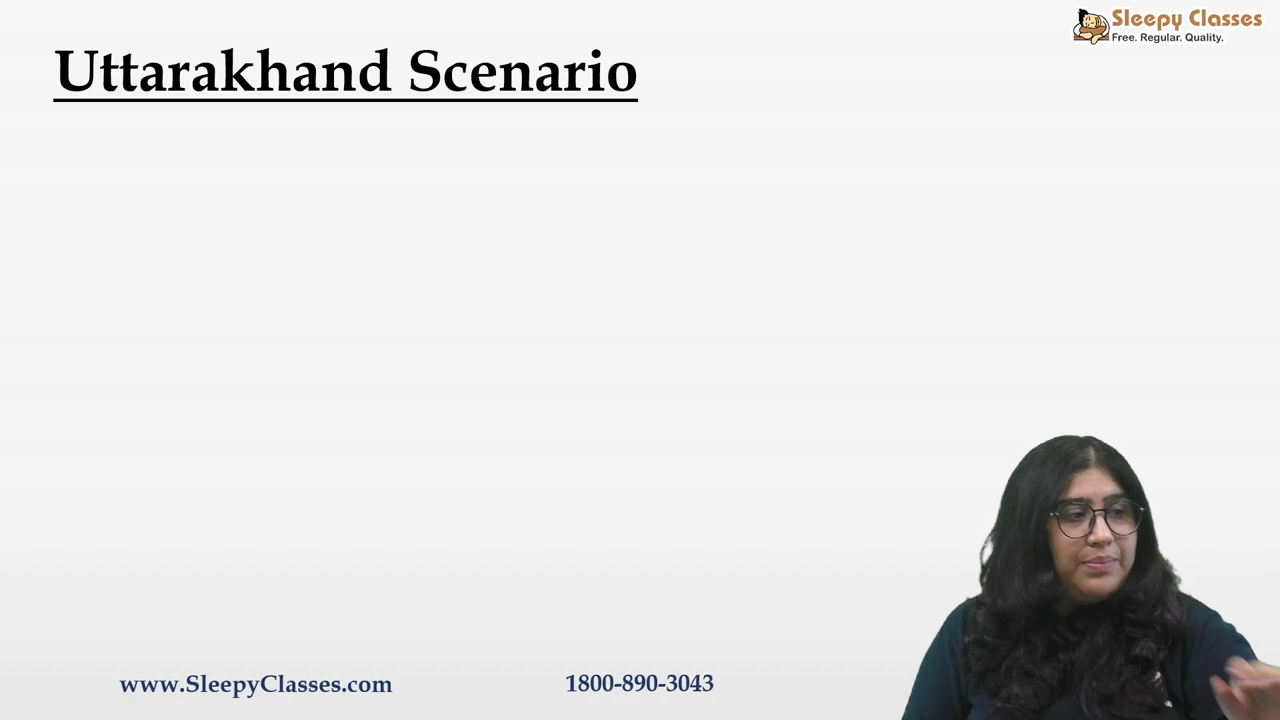 Sleepy Classes
Free. Regular. Quality.
Uttarakhand Scenario
www.SleepyClasses.com
1800-890-3043